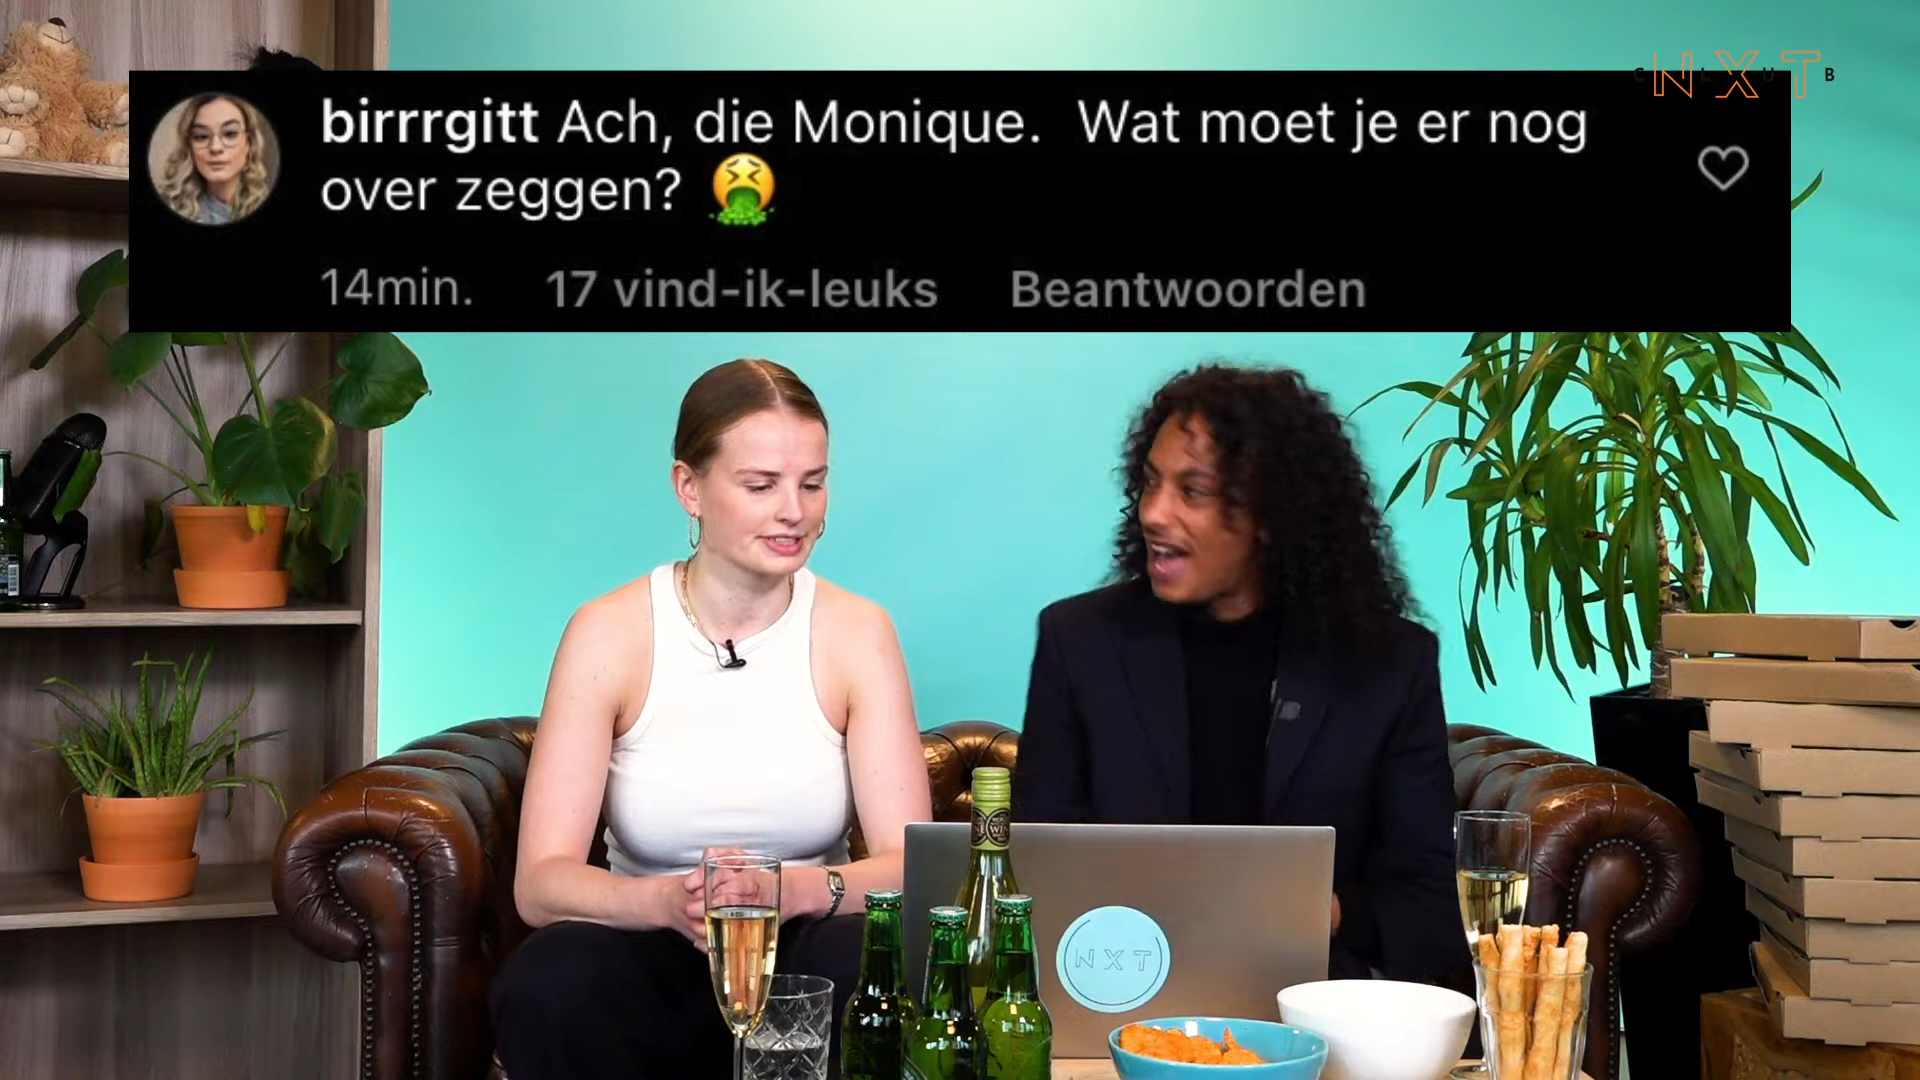 CLUB
NXT
birrrgitt Ach, die Monique. Wat moet je er nog
over zeggen? 🤮
14min. 17 vind-ik-leuks Beantwoorden
NXT